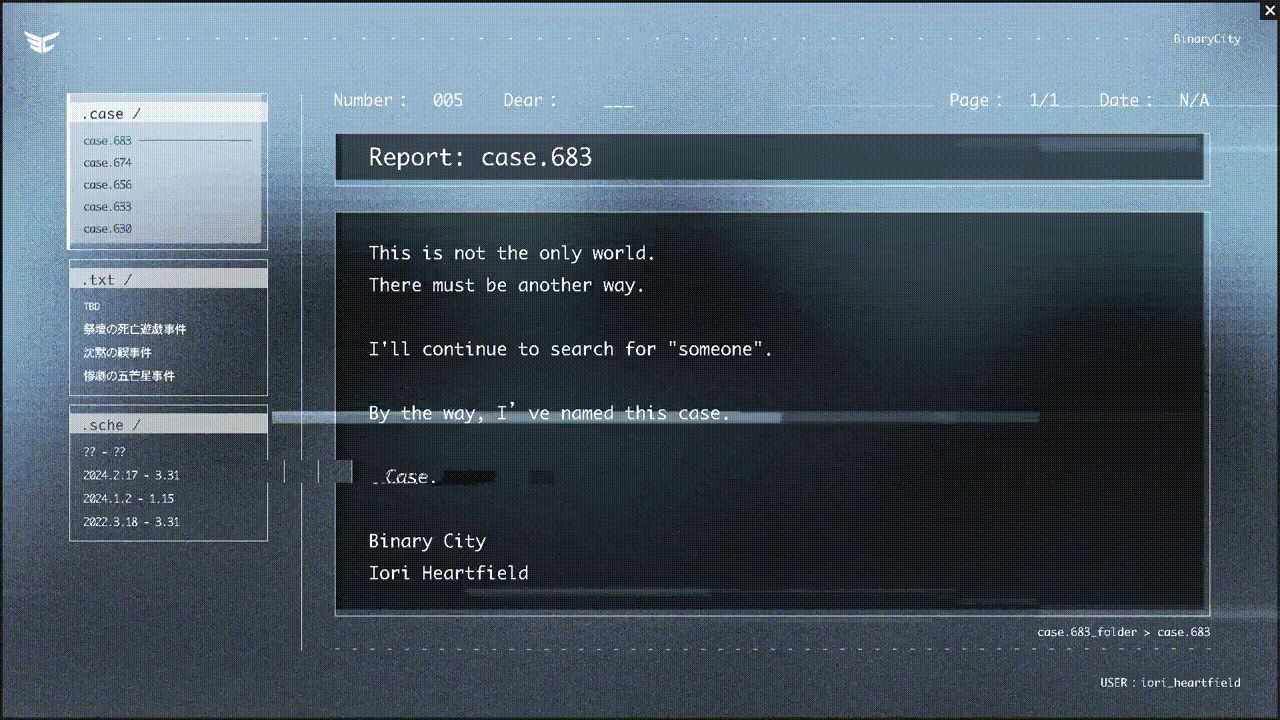 BinaryCity
Number : 005 Dear : ___ Page : 1/1 Date : N/A
.case /
case.683
case.674
case.656
case.633
case.630
.txt /
TBD
祭壇の死亡遊戯事件
沈黙の禊事件
惨劇の五芒星事件
.sche /
?? - ??
2024.2.17 - 3.31
2024.1.2 - 1.15
2022.3.18 - 3.31
Report: case.683
This is not the only world.
There must be another way.
I'll continue to search for "someone".
By the way, I’ve named this case.
Case.
Binary City
Iori Heartfield
case.683_folder > case.683
USER : iori_heartfield